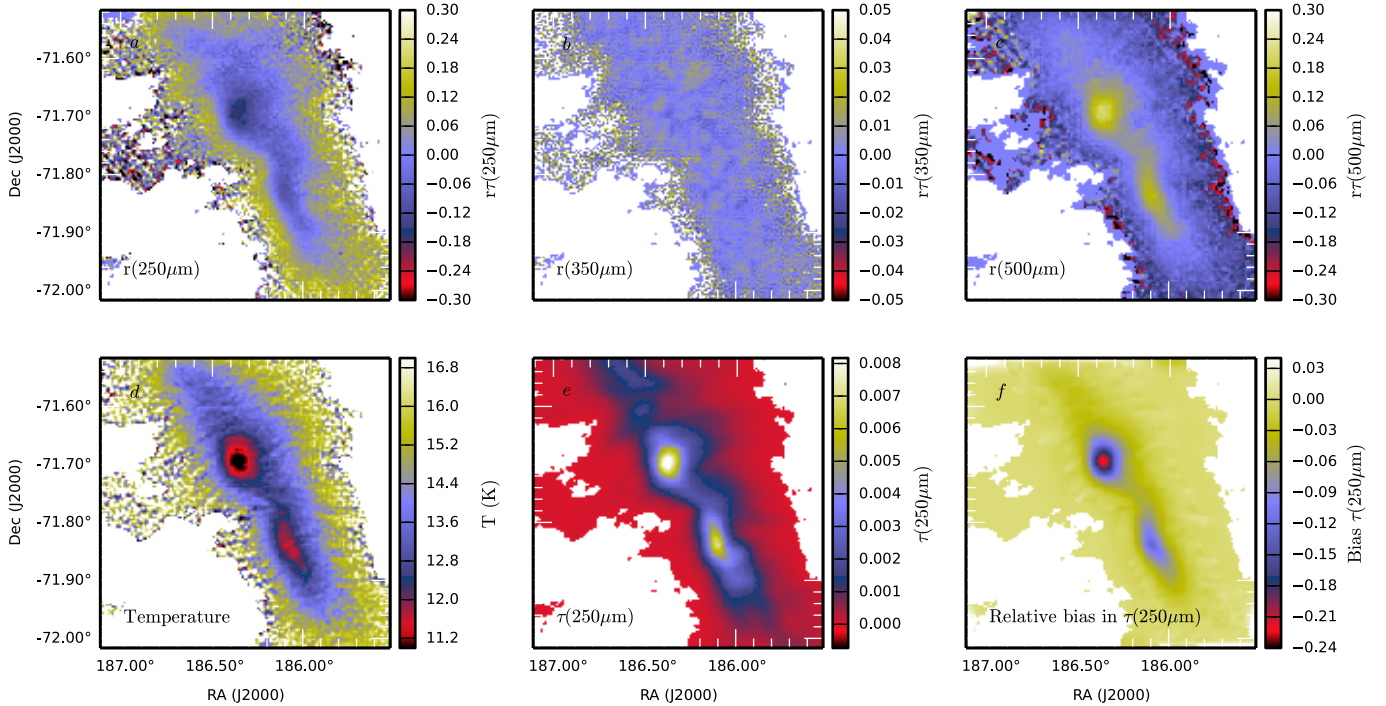 a
r(250μm)
-71.60°
-71.70°
-71.80°
-71.90°
-72.00°
Dec (J2000)
0.30
0.24
0.18
0.12
0.06
0.00
−0.06
−0.12
−0.18
−0.24
−0.30
rτ(250μm)
b
r(350μm)
0.05
0.04
0.03
0.02
0.01
0.00
−0.01
−0.02
−0.03
−0.04
−0.05
rτ(350μm)
c
r(500μm)
0.30
0.24
0.18
0.12
0.06
0.00
−0.06
−0.12
−0.18
−0.24
−0.30
rτ(500μm)
d
Temperature
-71.60°
-71.70°
-71.80°
-71.90°
-72.00°
Dec (J2000)
187.00° 186.50° 186.00°
RA (J2000)
16.8
16.0
15.2
14.4
13.6
12.8
12.0
11.2
T (K)
e
τ(250μm)
187.00° 186.50° 186.00°
RA (J2000)
0.008
0.007
0.006
0.005
0.004
0.003
0.002
0.001
0.000
τ(250μm)
f
Relative bias in τ(250μm)
187.00° 186.50° 186.00°
RA (J2000)
0.03
0.00
−0.03
−0.06
−0.09
−0.12
−0.15
−0.18
−0.21
−0.24
Bias τ(250μm)